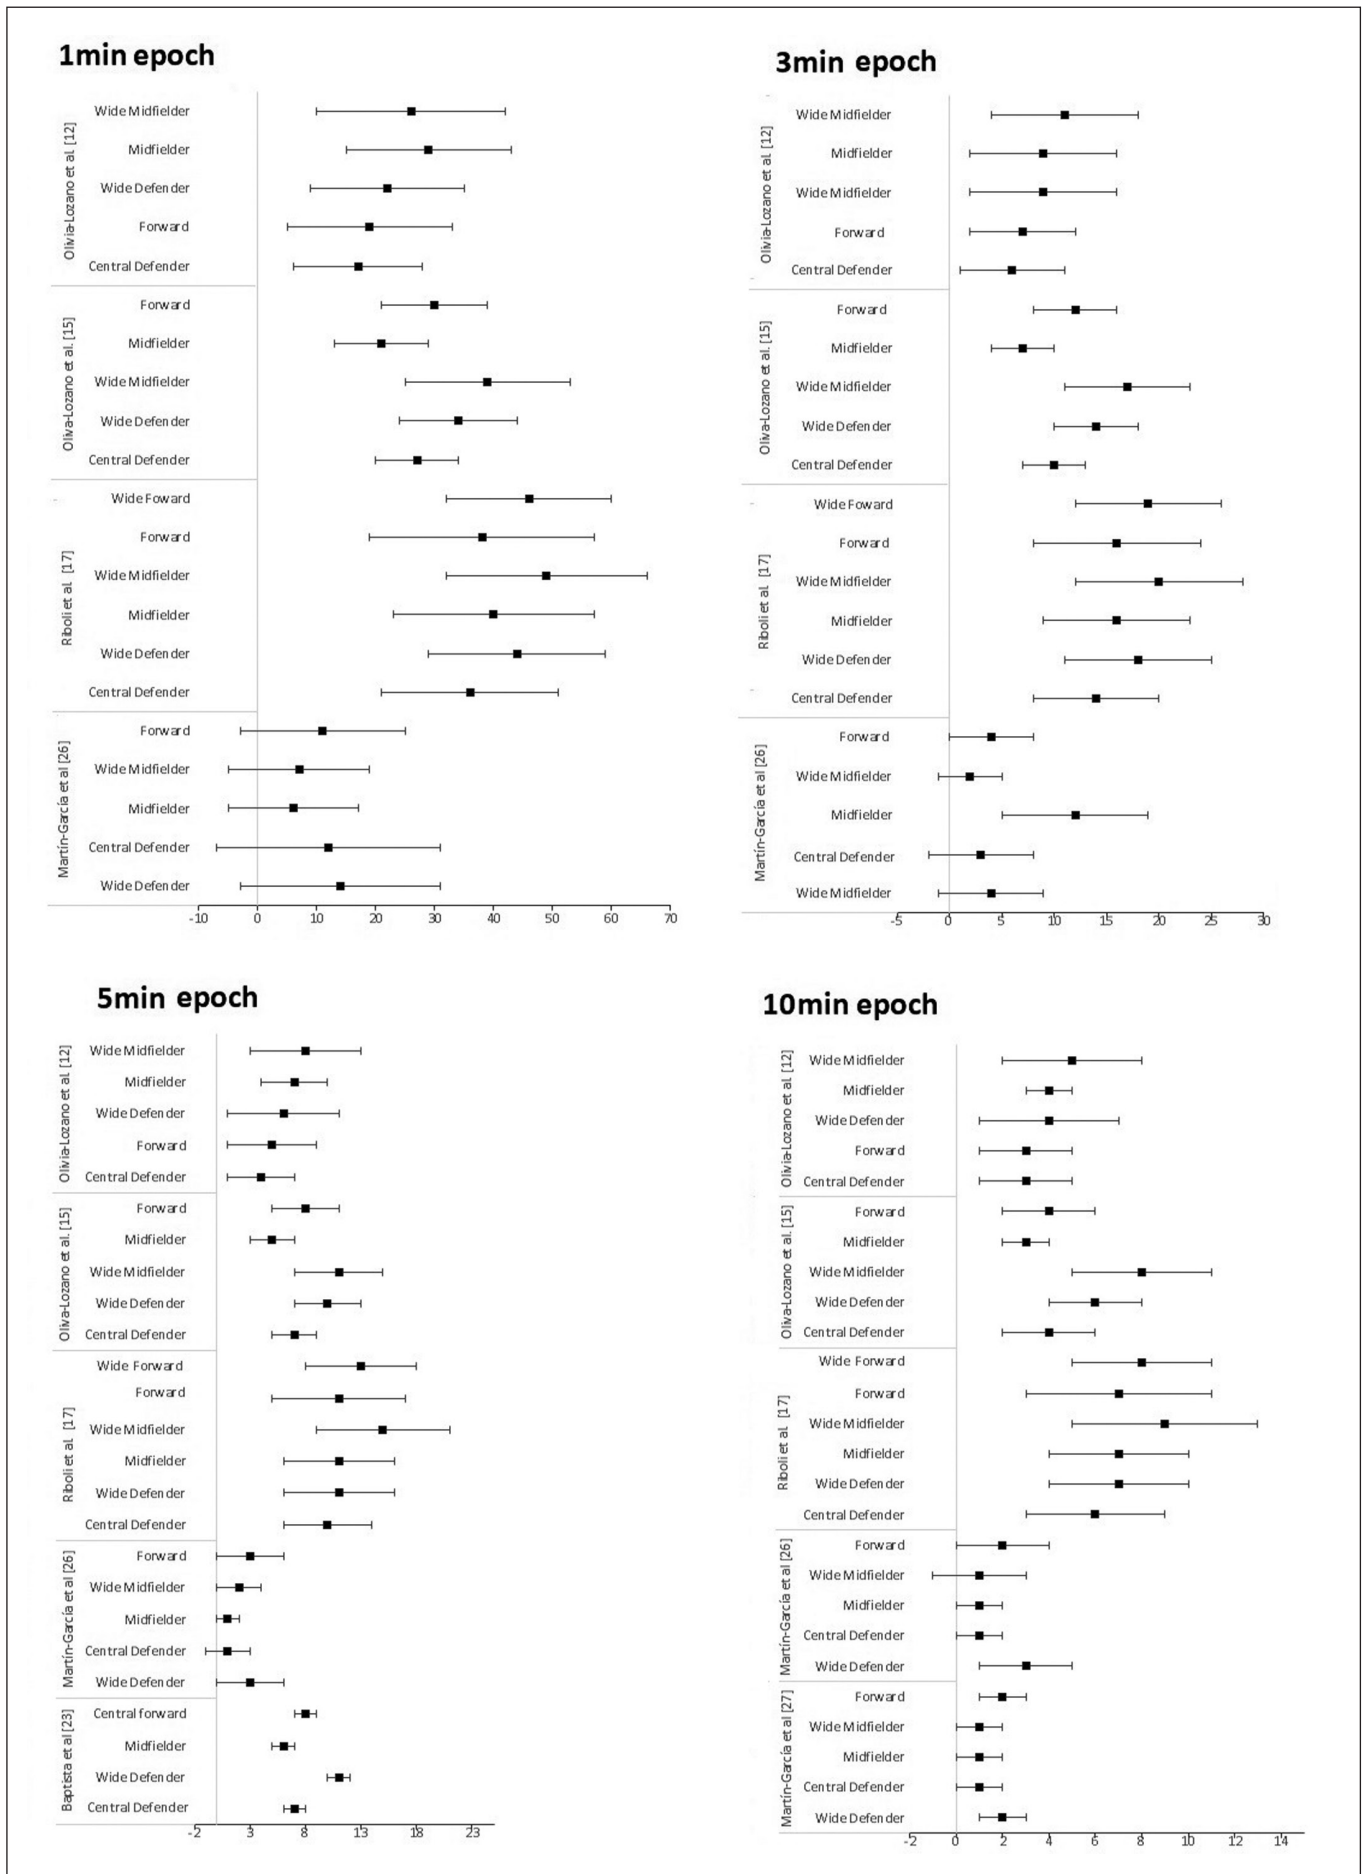 1min epoch
Olivia-Lozano et al. [12]
Wide Midfielder
Midfielder
Wide Defender
Forward
Central Defender
Oliva-Lozano et al. [15]
Forward
Midfielder
Wide Midfielder
Wide Defender
Central Defender
Riboli et al. [17]
Wide Foward
Forward
Wide Midfielder
Midfielder
Wide Defender
Central Defender
Martín-García et al [26]
Forward
Wide Midfielder
Midfielder
Central Defender
Wide Defender
-10 0 10 20 30 40 50 60 70
3min epoch
Olivia-Lozano et al. [12]
Wide Midfielder
Midfielder
Wide Midfielder
Forward
Central Defender
Oliva-Lozano et al. [15]
Forward
Midfielder
Wide Midfielder
Wide Defender
Central Defender
Riboli et al. [17]
Wide Foward
Forward
Wide Midfielder
Midfielder
Wide Defender
Central Defender
Martín-García et al [26]
Forward
Wide Midfielder
Midfielder
Central Defender
Wide Midfielder
-5 0 5 10 15 20 25 30
5min epoch
Olivia-Lozano et al. [12]
Wide Midfielder
Midfielder
Wide Defender
Forward
Central Defender
Oliva-Lozano et al. [15]
Forward
Midfielder
Wide Midfielder
Wide Defender
Central Defender
Riboli et al. [17]
Wide Forward
Forward
Wide Midfielder
Midfielder
Wide Defender
Central Defender
Martín-García et al [26]
Forward
Wide Midfielder
Midfielder
Central Defender
Wide Defender
Baptista et al [23]
Central forward
Midfielder
Wide Defender
Central Defender
-2 3 8 13 18 23
10min epoch
Olivia-Lozano et al. [12]
Wide Midfielder
Midfielder
Wide Defender
Forward
Central Defender
Oliva-Lozano et al. [15]
Forward
Midfielder
Wide Midfielder
Wide Defender
Central Defender
Riboli et al. [17]
Wide Forward
Forward
Wide Midfielder
Midfielder
Wide Defender
Central Defender
Martín-García et al [26]
Forward
Wide Midfielder
Midfielder
Central Defender
Wide Defender
Martín-García et al [27]
Forward
Wide Midfielder
Midfielder
Central Defender
Wide Defender
-2 0 2 4 6 8 10 12 14